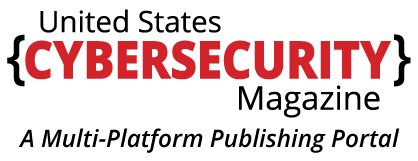 United States
{CYBERSECURITY}
Magazine
A Multi-Platform Publishing Portal